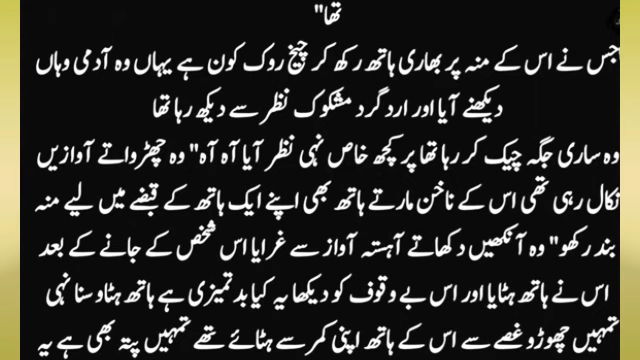 تھا"
جس نے اس کے منہ پر بھاری ہاتھ رکھ کر چیخ روک کون ہے یہاں وہ آدمی وہاں
دیکھنے آیا اور ارد گرد مشکوک نظر سے دیکھ رہا تھا
وہ ساری جگہ چیک کر رہا تھا پر کچھ خاص نہی نظر آیا آہ آہ" وہ چھڑواتے آوازیں
نکال رہی تھی اس کے ناخن مارتے ہاتھ بھی اپنے ایک ہاتھ کے قبضے میں لیے منہ
بند رکھو" وہ آنکھیں دکھاتے آہستہ آواز سے غرایا اس شخص کے جانے کے بعد
اس نے ہاتھ ہٹایا اور اس بے وقوف کو دیکھا یہ کیا بدتمیزی ہے ہاتھ ہٹاو سنا نہی
تمہیں چھوڑو غصے سے اس کے ہاتھ اپنی کمر سے ہٹائے تھے تمہیں پتہ بھی ہے یہ